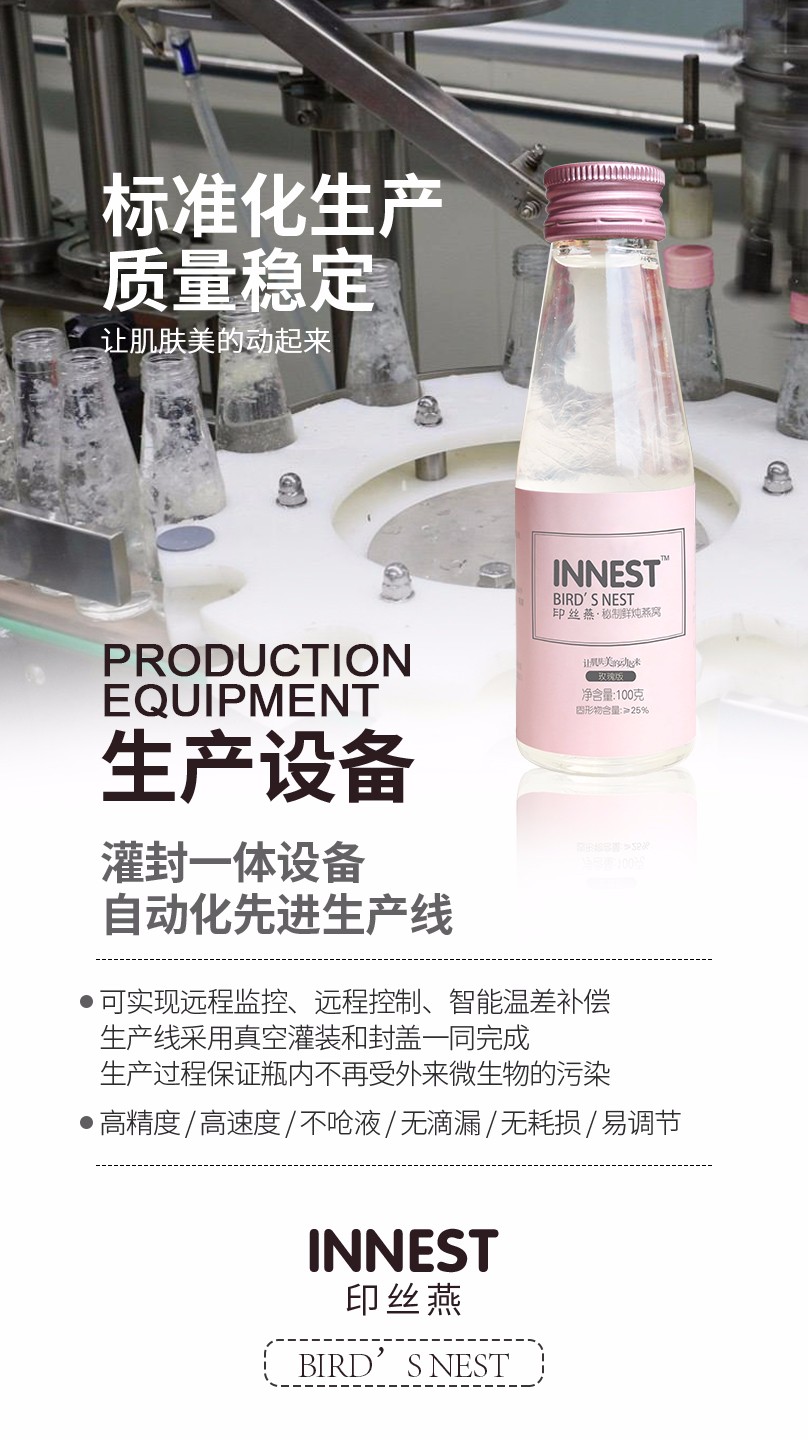 标准化生产
质量稳定
让肌肤美的动起来
INNEST™
BIRD’S NEST
印丝燕·秘制鲜炖燕窝
让肌肤美的动起来
玫瑰版
净含量:100克
固形物含量:≥25%
PRODUCTION
EQUIPMENT
生产设备
灌封一体设备
自动化先进生产线
●可实现远程监控、远程控制、智能温差补偿
生产线采用真空灌装和封盖一同完成
生产过程保证瓶内不再受外来微生物的污染
●高精度/高速度/不呛液/无滴漏/无耗损/易调节
INNEST
印丝燕
BIRD’S NEST